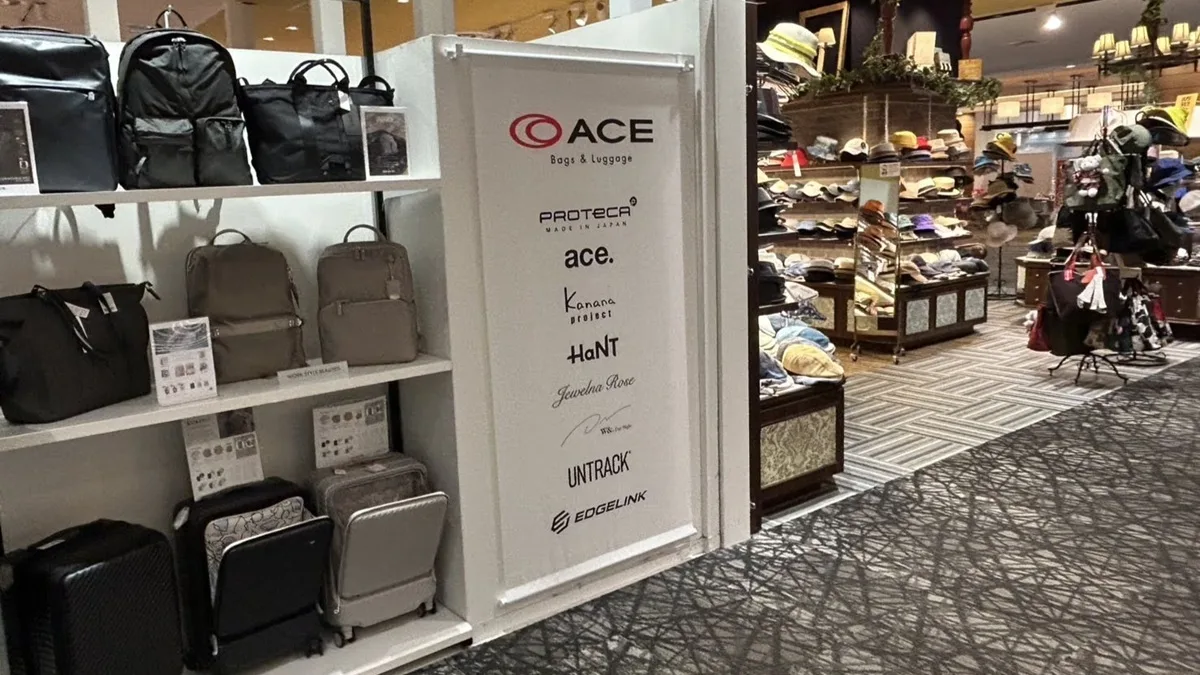 ACE
Bags & Luggage
PROTECA
MADE IN JAPAN
ace.
Kanana
project
HaNT
Jewelna Rose
UNTRACK
EDGELINK